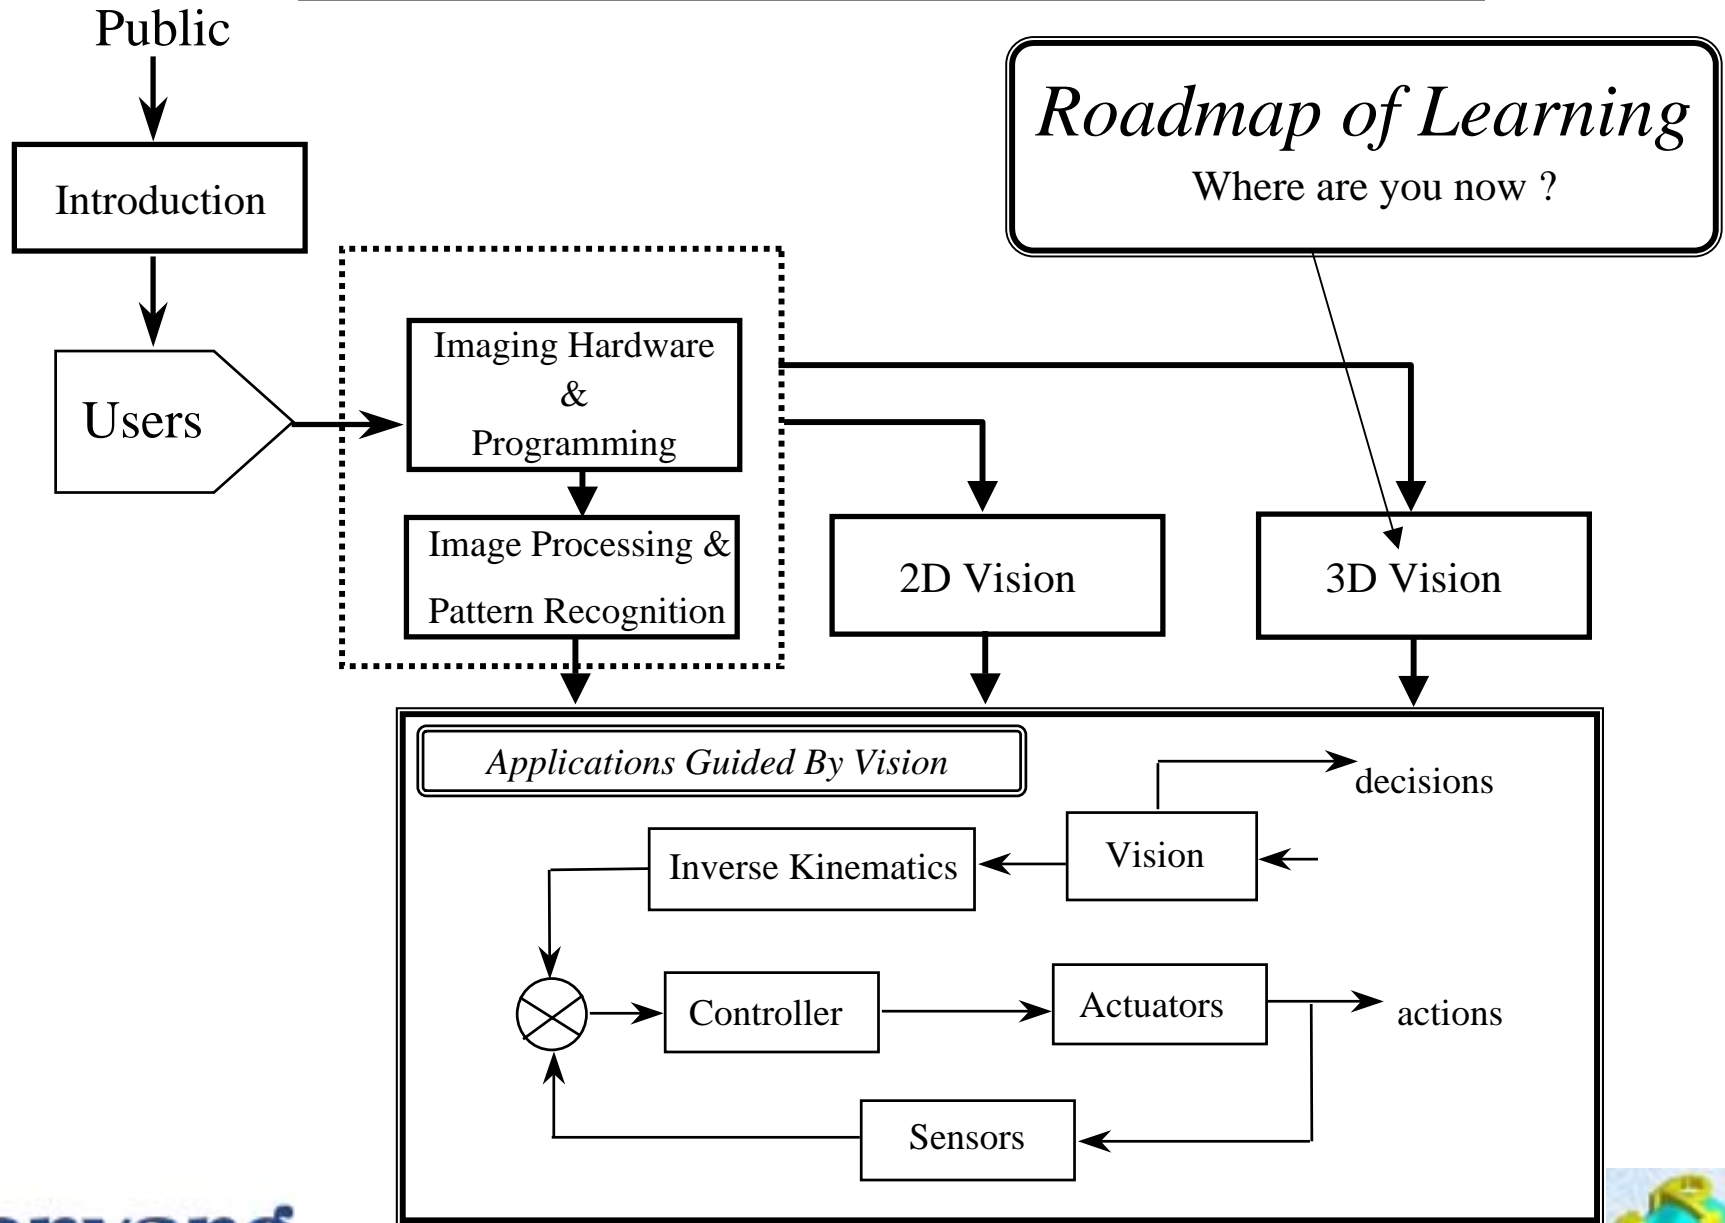 Public
Roadmap of Learning
Where are you now ?
Introduction
Imaging Hardware
&
Programming
Users
Image Processing &
Pattern Recognition
2D Vision
3D Vision
Applications Guided By Vision
decisions
Vision
Inverse Kinematics
Controller
Actuators
actions
Sensors